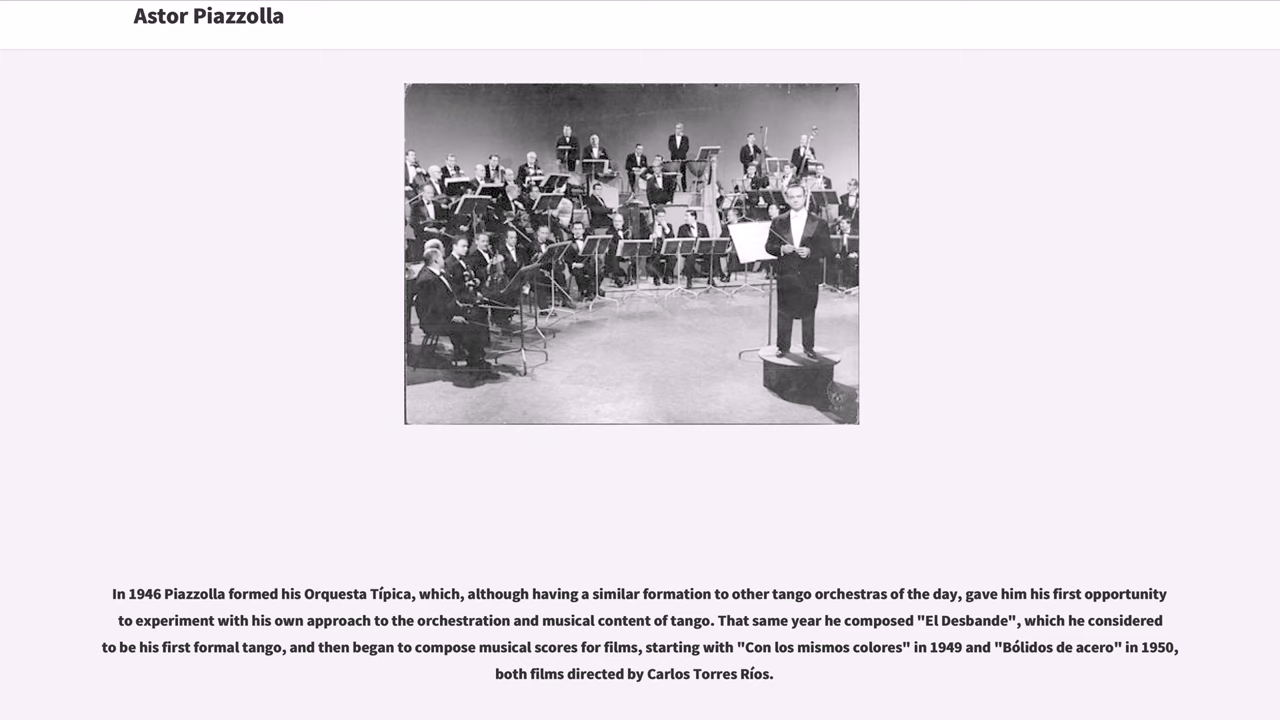 Astor Piazzolla
In 1946 Piazzolla formed his Orquesta Típica, which, although having a similar formation to other tango orchestras of the day, gave him his first opportunity
to experiment with his own approach to the orchestration and musical content of tango. That same year he composed "El Desbande", which he considered
to be his first formal tango, and then began to compose musical scores for films, starting with "Con los mismos colores" in 1949 and "Bólidos de acero" in 1950,
both films directed by Carlos Torres Ríos.